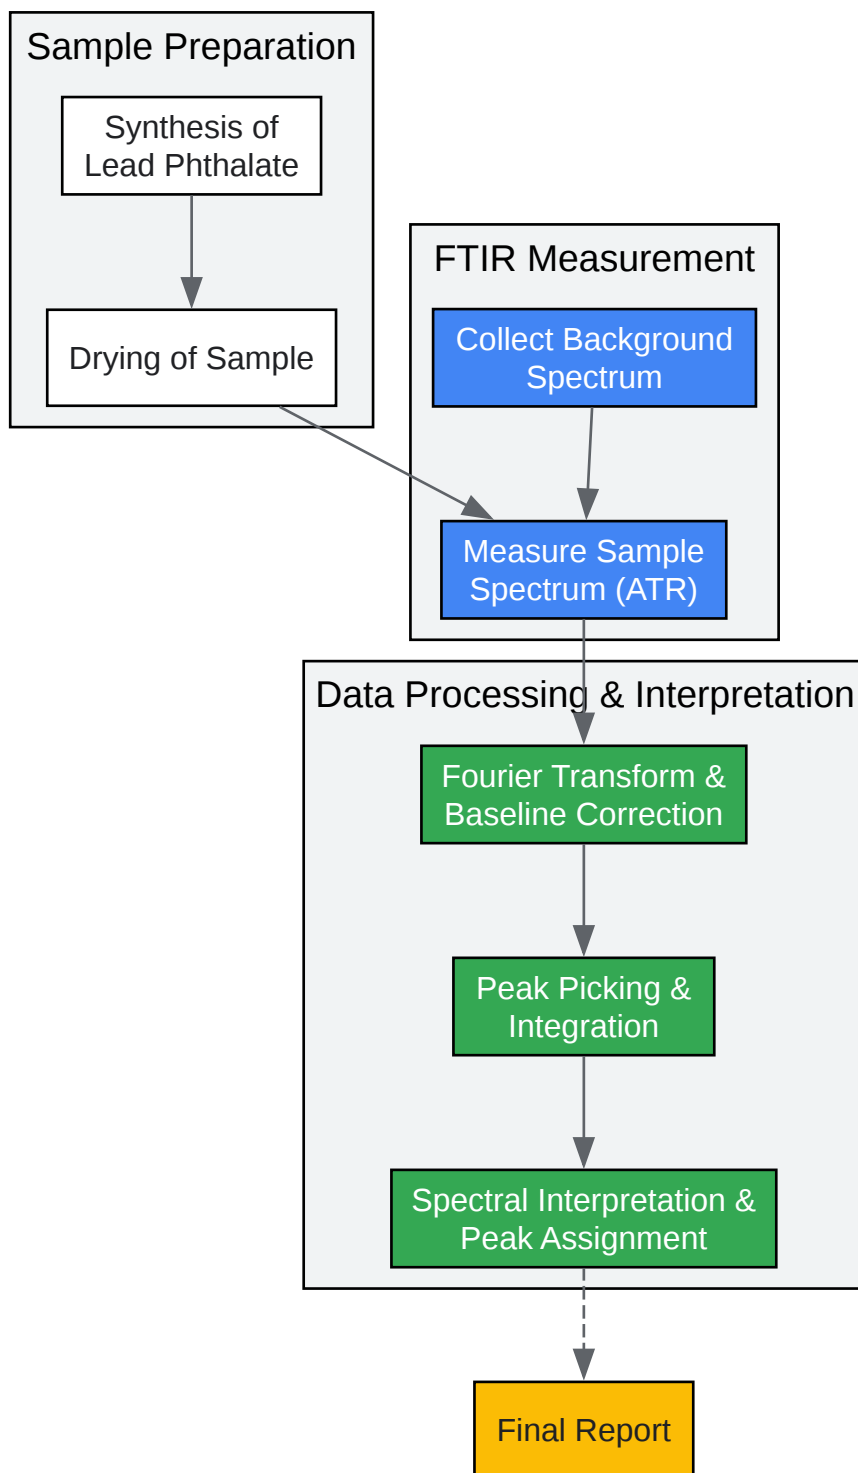 Sample Preparation
Synthesis of
Lead Phthalate
Drying of Sample
FTIR Measurement
Collect Background
Spectrum
Measure Sample
Spectrum (ATR)
Data Processing & Interpretation
Fourier Transform &
Baseline Correction
Peak Picking &
Integration
Spectral Interpretation &
Peak Assignment
Final Report